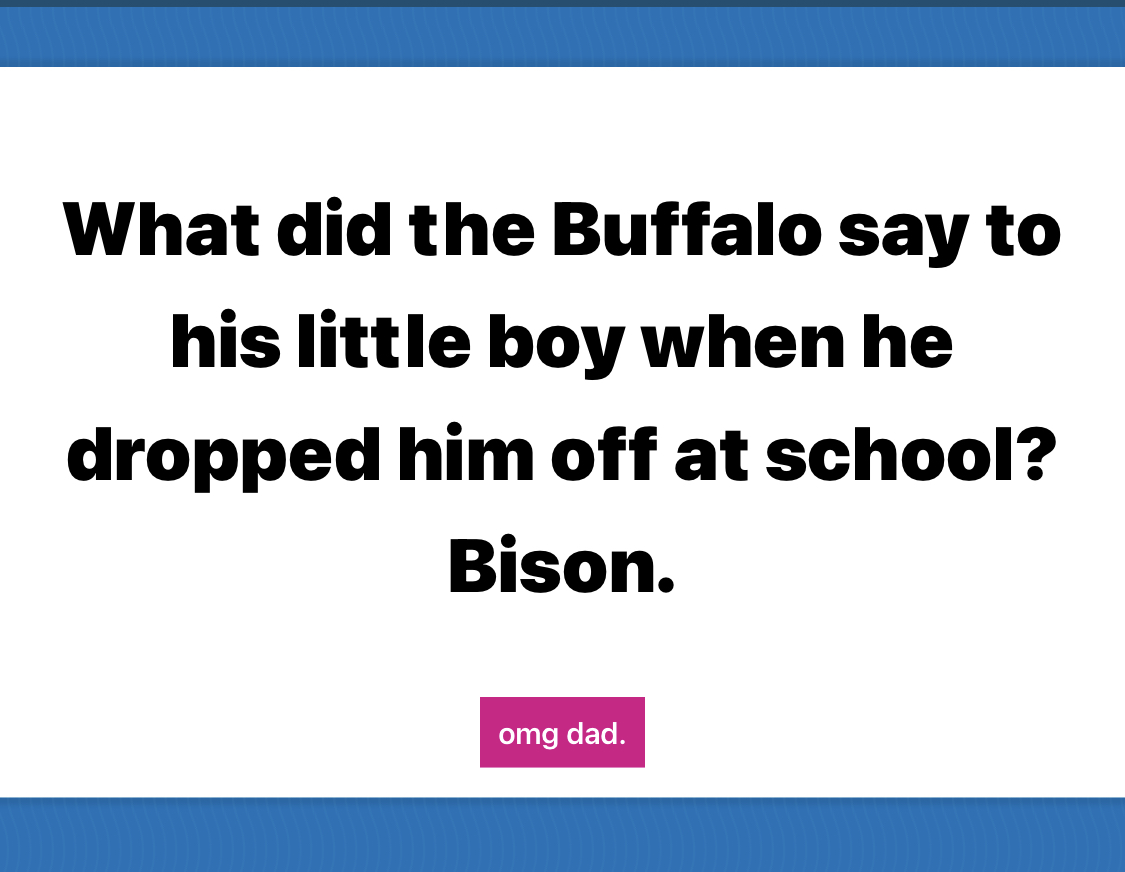 What did the Buffalo say to
his little boy when he
dropped him off at school?
Bison.
omg dad.